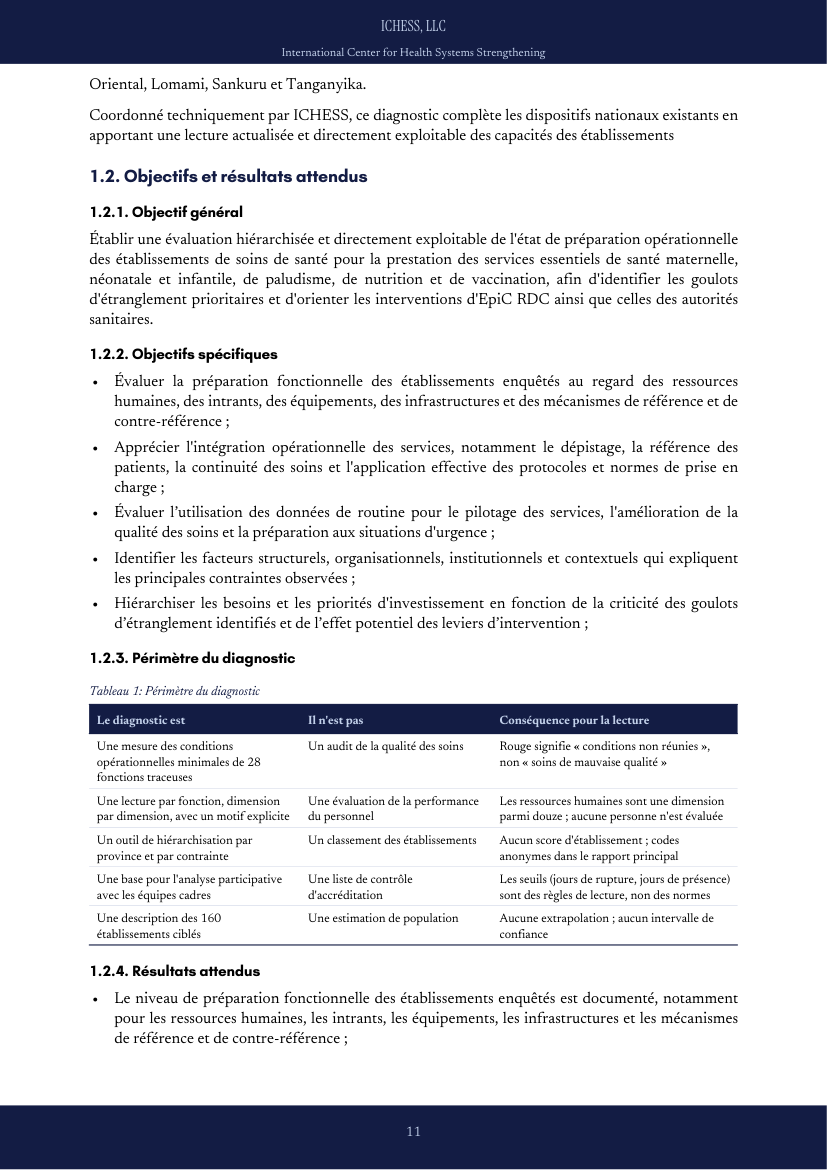 ICHESS, LLC
International Center for Health Systems Strengthening
Oriental, Lomami, Sankuru et Tanganyika.
Coordonné techniquement par ICHESS, ce diagnostic complète les dispositifs nationaux existants en
apportant une lecture actualisée et directement exploitable des capacités des établissements
1.2. Objectifs et résultats attendus
1.2.1. Objectif général
Établir une évaluation hiérarchisée et directement exploitable de l'état de préparation opérationnelle
des établissements de soins de santé pour la prestation des services essentiels de santé maternelle,
néonatale et infantile, de paludisme, de nutrition et de vaccination, afin d'identifier les goulots
d'étranglement prioritaires et d'orienter les interventions d'EpiC RDC ainsi que celles des autorités
sanitaires.
1.2.2. Objectifs spécifiques
• Évaluer la préparation fonctionnelle des établissements enquêtés au regard des ressources
humaines, des intrants, des équipements, des infrastructures et des mécanismes de référence et de
contre-référence ;
• Apprécier l'intégration opérationnelle des services, notamment le dépistage, la référence des
patients, la continuité des soins et l'application effective des protocoles et normes de prise en
charge ;
• Évaluer l’utilisation des données de routine pour le pilotage des services, l'amélioration de la
qualité des soins et la préparation aux situations d'urgence ;
• Identifier les facteurs structurels, organisationnels, institutionnels et contextuels qui expliquent
les principales contraintes observées ;
• Hiérarchiser les besoins et les priorités d'investissement en fonction de la criticité des goulots
d’étranglement identifiés et de l’effet potentiel des leviers d’intervention ;
1.2.3. Périmètre du diagnostic
Tableau 1: Périmètre du diagnostic
Le diagnostic est Il n'est pas Conséquence pour la lecture
Une mesure des conditions Un audit de la qualité des soins Rouge signifie « conditions non réunies »,
opérationnelles minimales de 28 non « soins de mauvaise qualité »
fonctions traceuses
Une lecture par fonction, dimension Une évaluation de la performance Les ressources humaines sont une dimension
par dimension, avec un motif explicite du personnel parmi douze ; aucune personne n'est évaluée
Un outil de hiérarchisation par Un classement des établissements Aucun score d'établissement ; codes
province et par contrainte anonymes dans le rapport principal
Une base pour l'analyse participative Une liste de contrôle Les seuils (jours de rupture, jours de présence)
avec les équipes cadres d'accréditation sont des règles de lecture, non des normes
Une description des 160 Une estimation de population Aucune extrapolation ; aucun intervalle de
établissements ciblés confiance
1.2.4. Résultats attendus
• Le niveau de préparation fonctionnelle des établissements enquêtés est documenté, notamment
pour les ressources humaines, les intrants, les équipements, les infrastructures et les mécanismes
de référence et de contre-référence ;
11